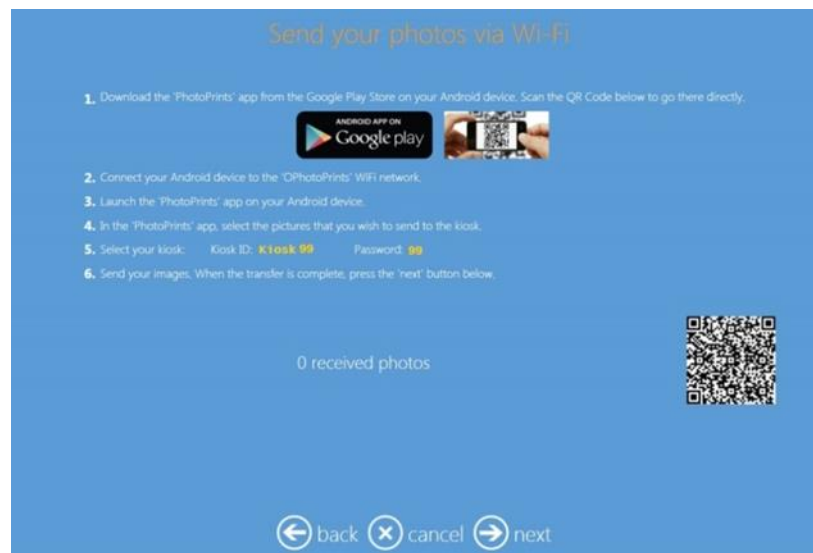 Send your photos via Wi-Fi
1. Download the 'PhotoPrints' app from the Google Play Store on your Android device. Scan the QR Code below to go there directly.
ANDROID APP ON
Google play
2. Connect your Android device to the 'OPhotoPrints' WiFi network.
3. Launch the 'PhotoPrints' app on your Android device.
4. In the 'PhotoPrints' app, select the pictures that you wish to send to the kiosk.
5. Select your kiosk: Kiosk ID: Kiosk 99 Password: 99
6. Send your images. When the transfer is complete, press the 'next' button below.
0 received photos
back cancel next